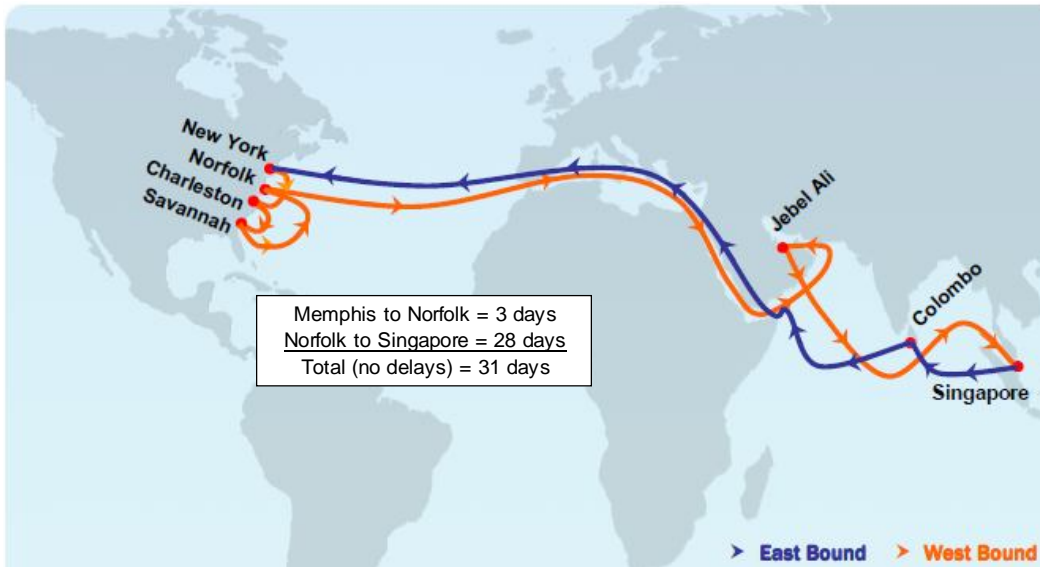 New York
Norfolk
Charleston
Savannah
Jebel Ali
Colombo
Singapore
Memphis to Norfolk = 3 days
Norfolk to Singapore = 28 days
Total (no delays) = 31 days
East Bound
West Bound